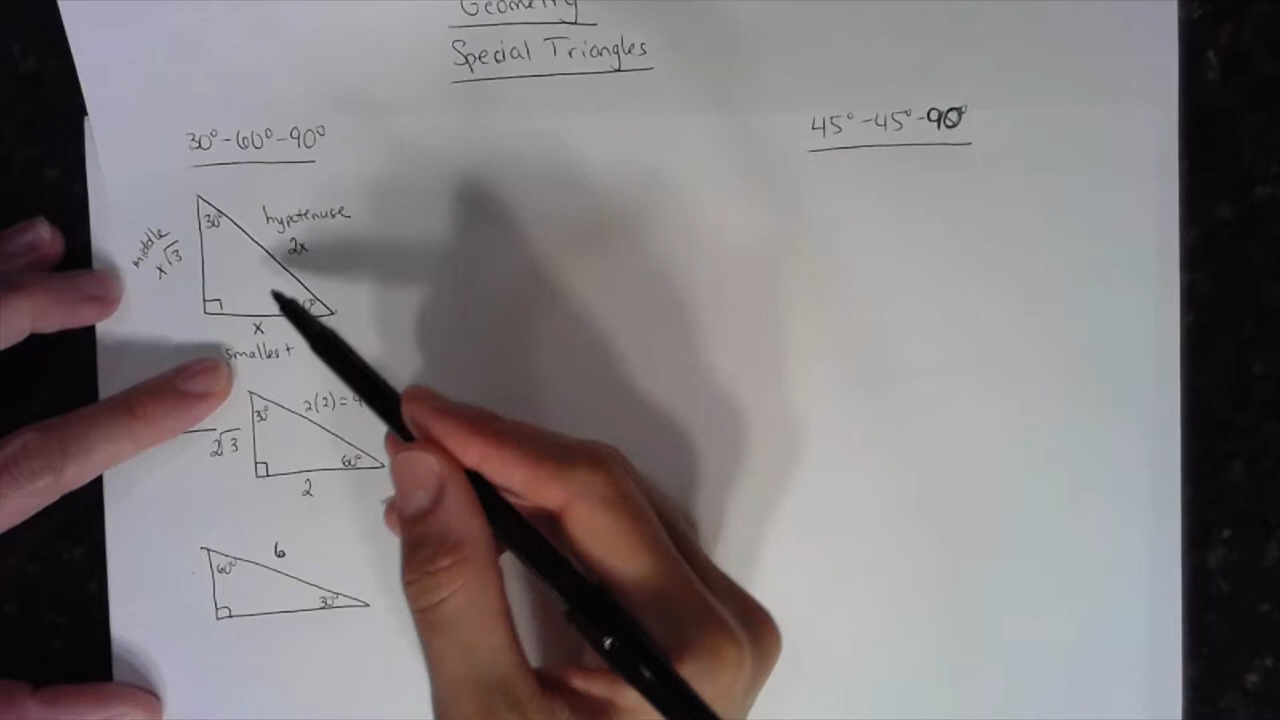 Geometry
Special Triangles
30°-60°-90°
45°-45°-90°
30°
hypotenuse
2x
middle
x√3
x
smallest
30°
2(2)=4
2√3
60°
2
6
60°
30°